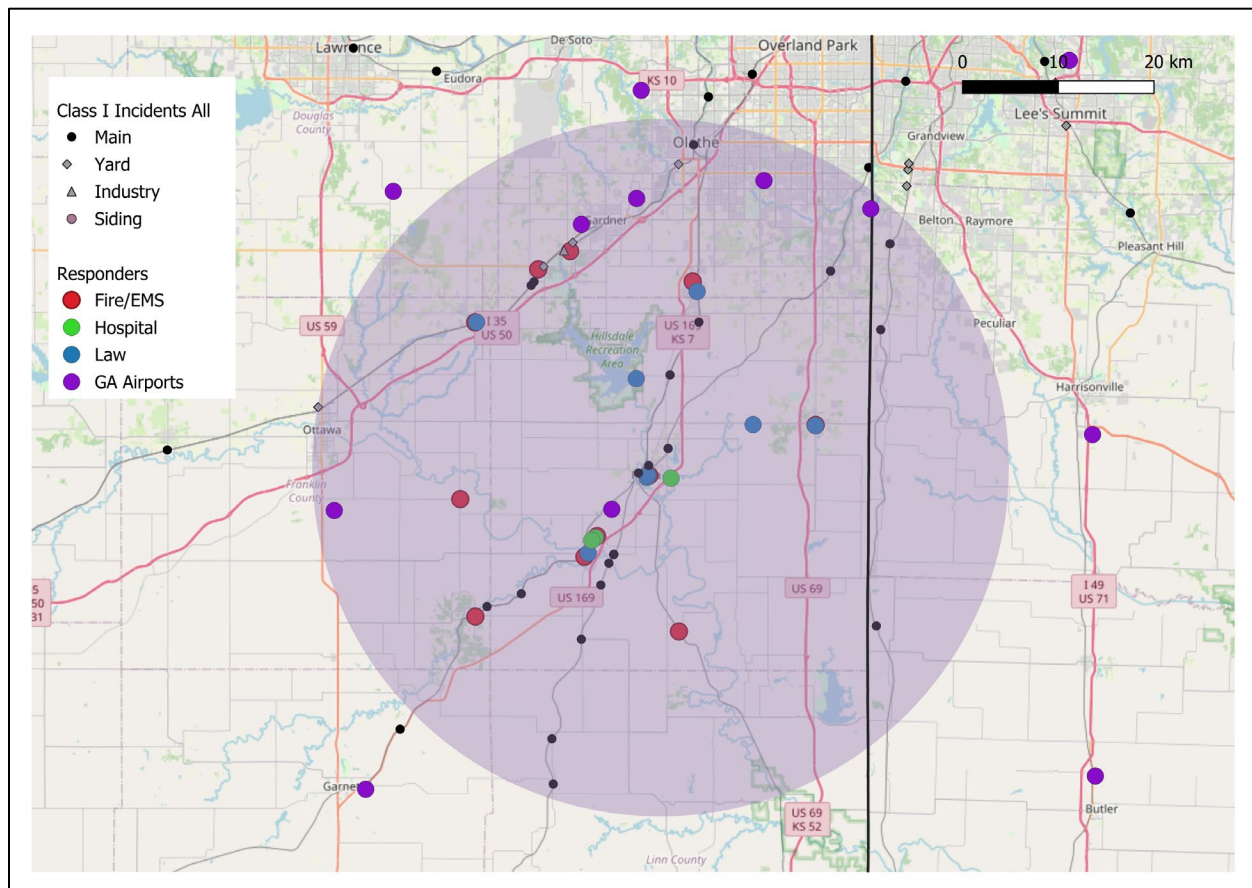 Lawrence
De Soto
Overland Park
Eudora
KS 10
0
10
20 km
Lee's Summit
Class I Incidents All
Main
Yard
Industry
Siding
Douglas
County
Grandview
Gardner
Belton
Raymore
Pleasant Hill
Responders
Fire/EMS
Hospital
Law
GA Airports
US 59
I 35
US 50
Hillsdale
Recreation
Area
US 169
KS 7
Peculiar
Harrisonville
Ottawa
Franklin
County
5
50
31
US 169
US 69
I 49
US 71
Butler
US 69
KS 52
Linn County